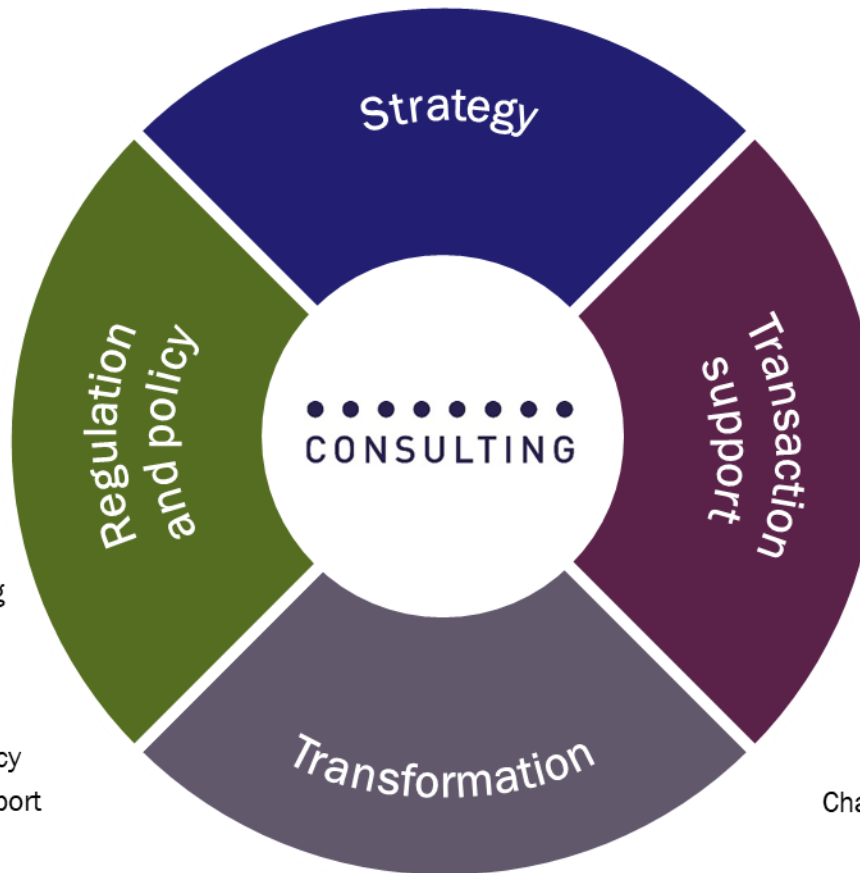 Strategy
Regulation
and policy
Transaction
support
CONSULTING
Transformation